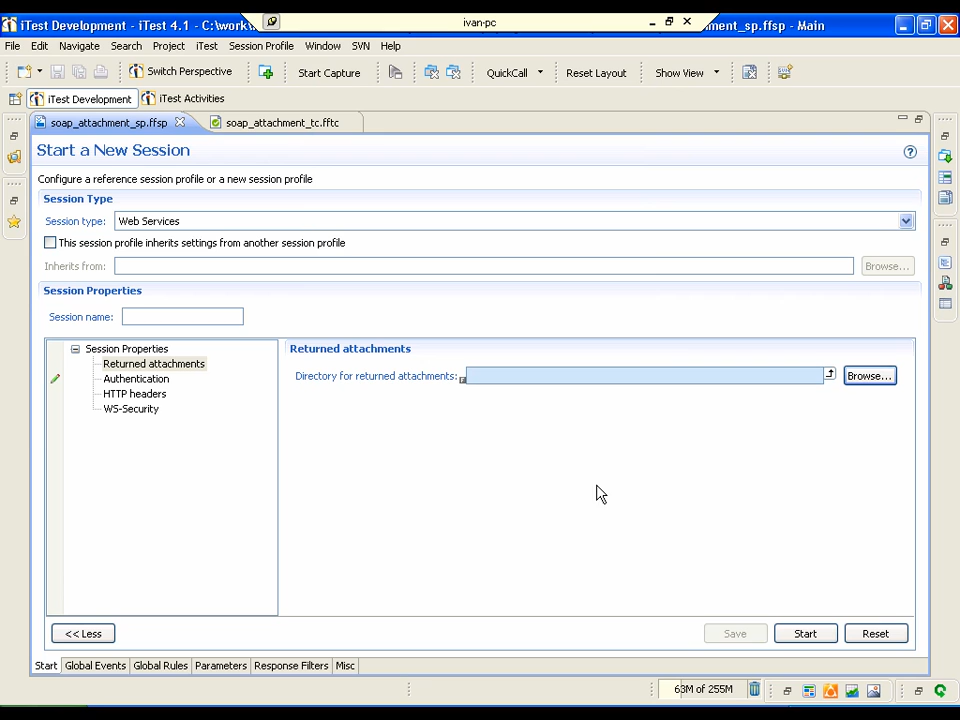 iTest Development - iTest 4.1 - C:\work\
ivan-pc
ment_sp.ffsp - Main
File Edit Navigate Search Project iTest Session Profile Window SVN Help
Switch Perspective Start Capture QuickCall Reset Layout Show View
iTest Development iTest Activities
soap_attachment_sp.ffsp soap_attachment_tc.fftc
Start a New Session
Configure a reference session profile or a new session profile
Session Type
Session type: Web Services
This session profile inherits settings from another session profile
Inherits from: Browse...
Session Properties
Session name:
Session Properties
Returned attachments
Authentication
HTTP headers
WS-Security
Returned attachments
Directory for returned attachments: Browse...
<< Less Save Start Reset
Start Global Events Global Rules Parameters Response Filters Misc
63M of 255M